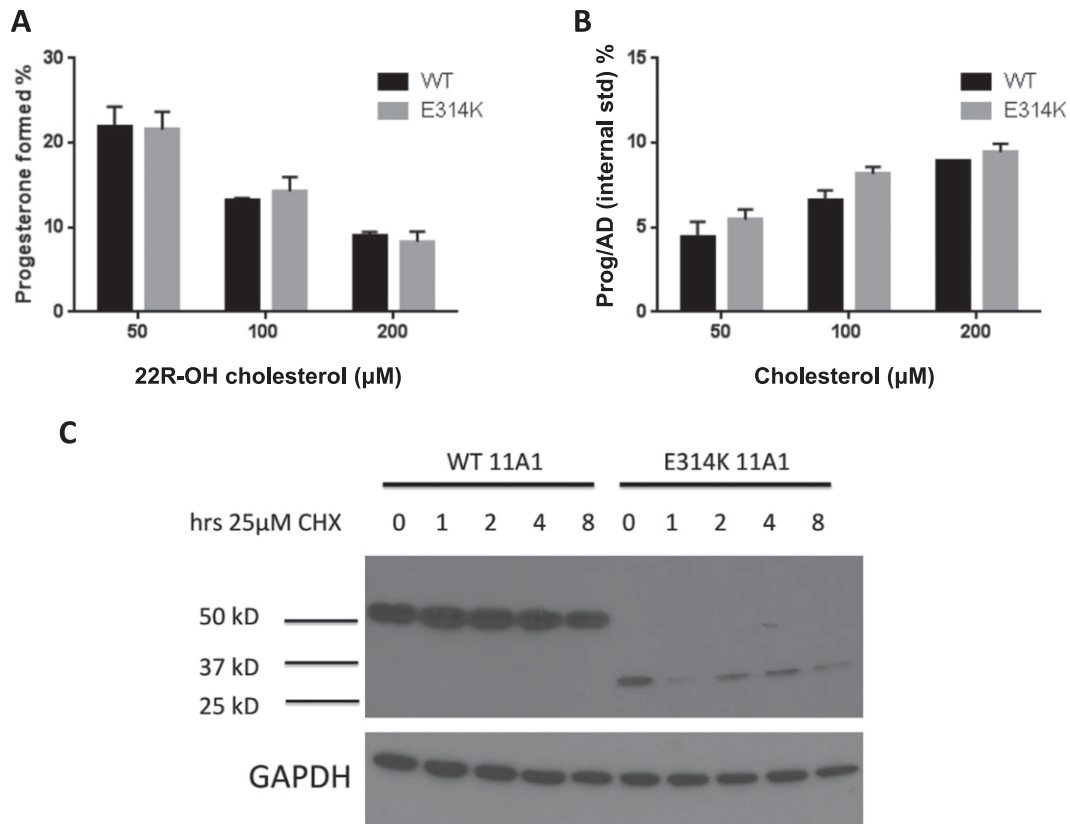 A
Progesterone formed %
30
20
10
0
WT
E314K
50 100 200
22R-OH cholesterol (μM)
B
Prog/AD (internal std) %
15
10
5
0
WT
E314K
50 100 200
Cholesterol (μM)
C
WT 11A1 E314K 11A1
hrs 25μM CHX 0 1 2 4 8 0 1 2 4 8
50 kD
37 kD
25 kD
GAPDH